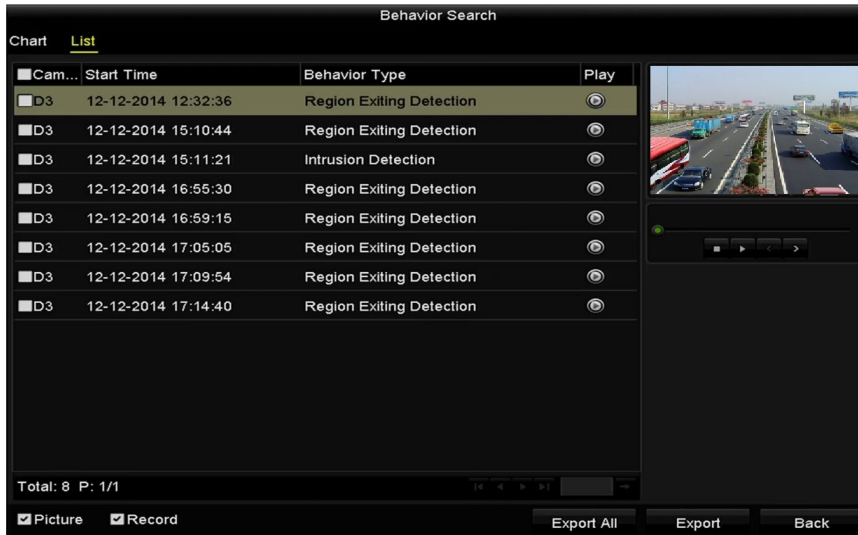 Behavior Search
Chart List
Cam... Start Time Behavior Type Play
D3 12-12-2014 12:32:36 Region Exiting Detection
D3 12-12-2014 15:10:44 Region Exiting Detection
D3 12-12-2014 15:11:21 Intrusion Detection
D3 12-12-2014 16:55:30 Region Exiting Detection
D3 12-12-2014 16:59:15 Region Exiting Detection
D3 12-12-2014 17:05:05 Region Exiting Detection
D3 12-12-2014 17:09:54 Region Exiting Detection
D3 12-12-2014 17:14:40 Region Exiting Detection
Total: 8 P: 1/1
Picture Record Export All Export Back